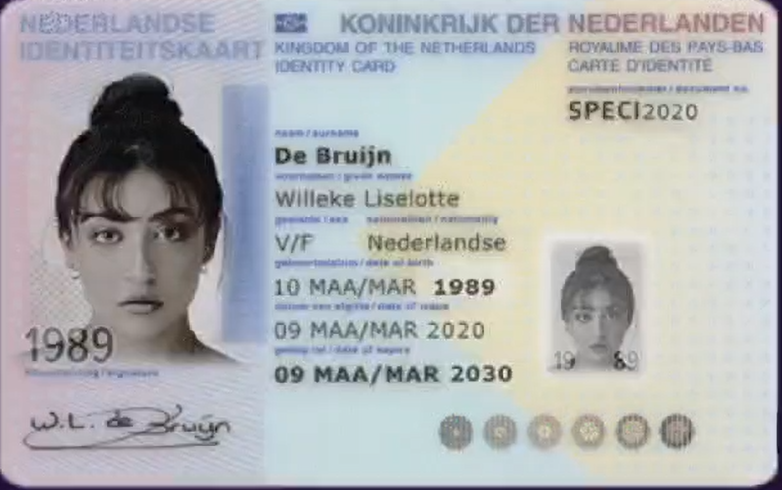 NEDERLANDSE
IDENTITEITSKAART
KONINKRIJK DER NEDERLANDEN
KINGDOM OF THE NETHERLANDS
IDENTITY CARD
ROYAUME DES PAYS-BAS
CARTE D'IDENTITÉ
documentnummer / document no.
SPECI2020
naam / surname
De Bruijn
voornamen / given names
Willeke Liselotte
geslacht / sex nationaliteit / nationality
V/F Nederlandse
geboortedatum / date of birth
10 MAA/MAR 1989
datum van afgifte / date of issue
09 MAA/MAR 2020
geldig tot / date of expiry
09 MAA/MAR 2030
1989
handtekening / signature
W.L. de Bruijn
19 89